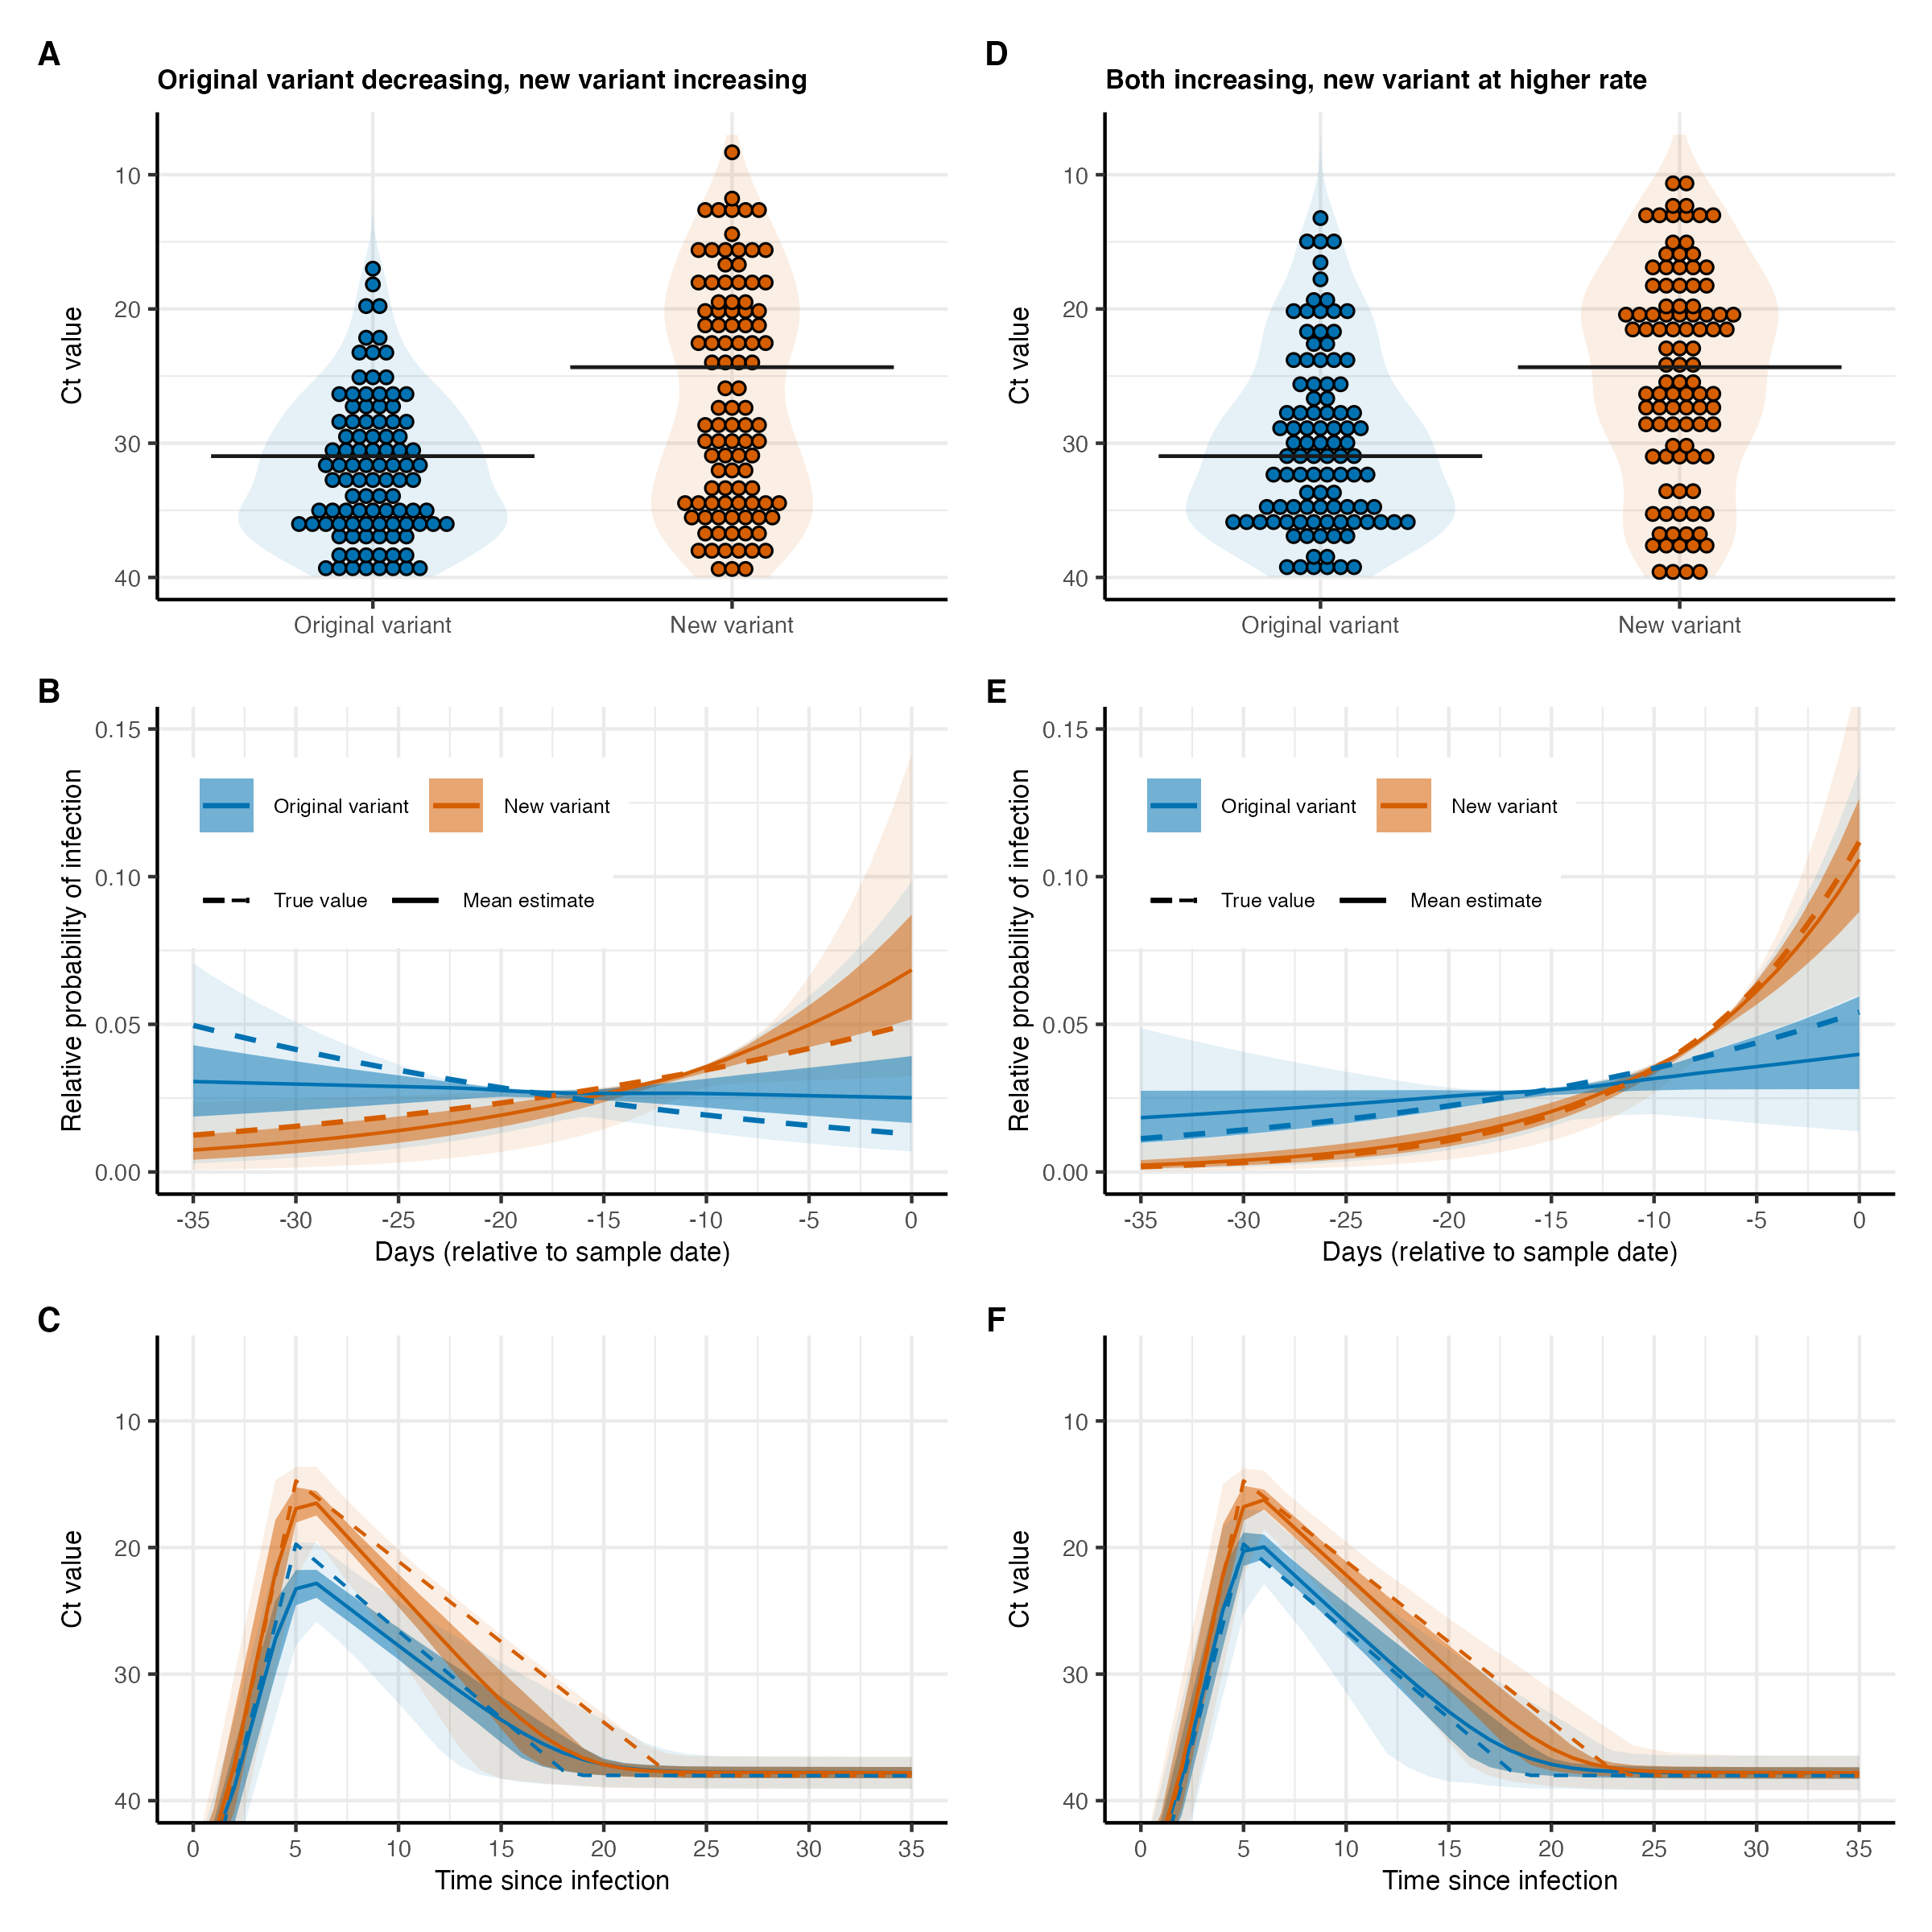 A
Original variant decreasing, new variant increasing
Ct value
10
20
30
40
Original variant
New variant
D
Both increasing, new variant at higher rate
Ct value
10
20
30
40
Original variant
New variant
B
Relative probability of infection
0.15
0.10
0.05
0.00
Original variant
New variant
True value
Mean estimate
-35 -30 -25 -20 -15 -10 -5 0
Days (relative to sample date)
E
Relative probability of infection
0.15
0.10
0.05
0.00
Original variant
New variant
True value
Mean estimate
-35 -30 -25 -20 -15 -10 -5 0
Days (relative to sample date)
C
Ct value
10
20
30
40
0 5 10 15 20 25 30 35
Time since infection
F
Ct value
10
20
30
40
0 5 10 15 20 25 30 35
Time since infection